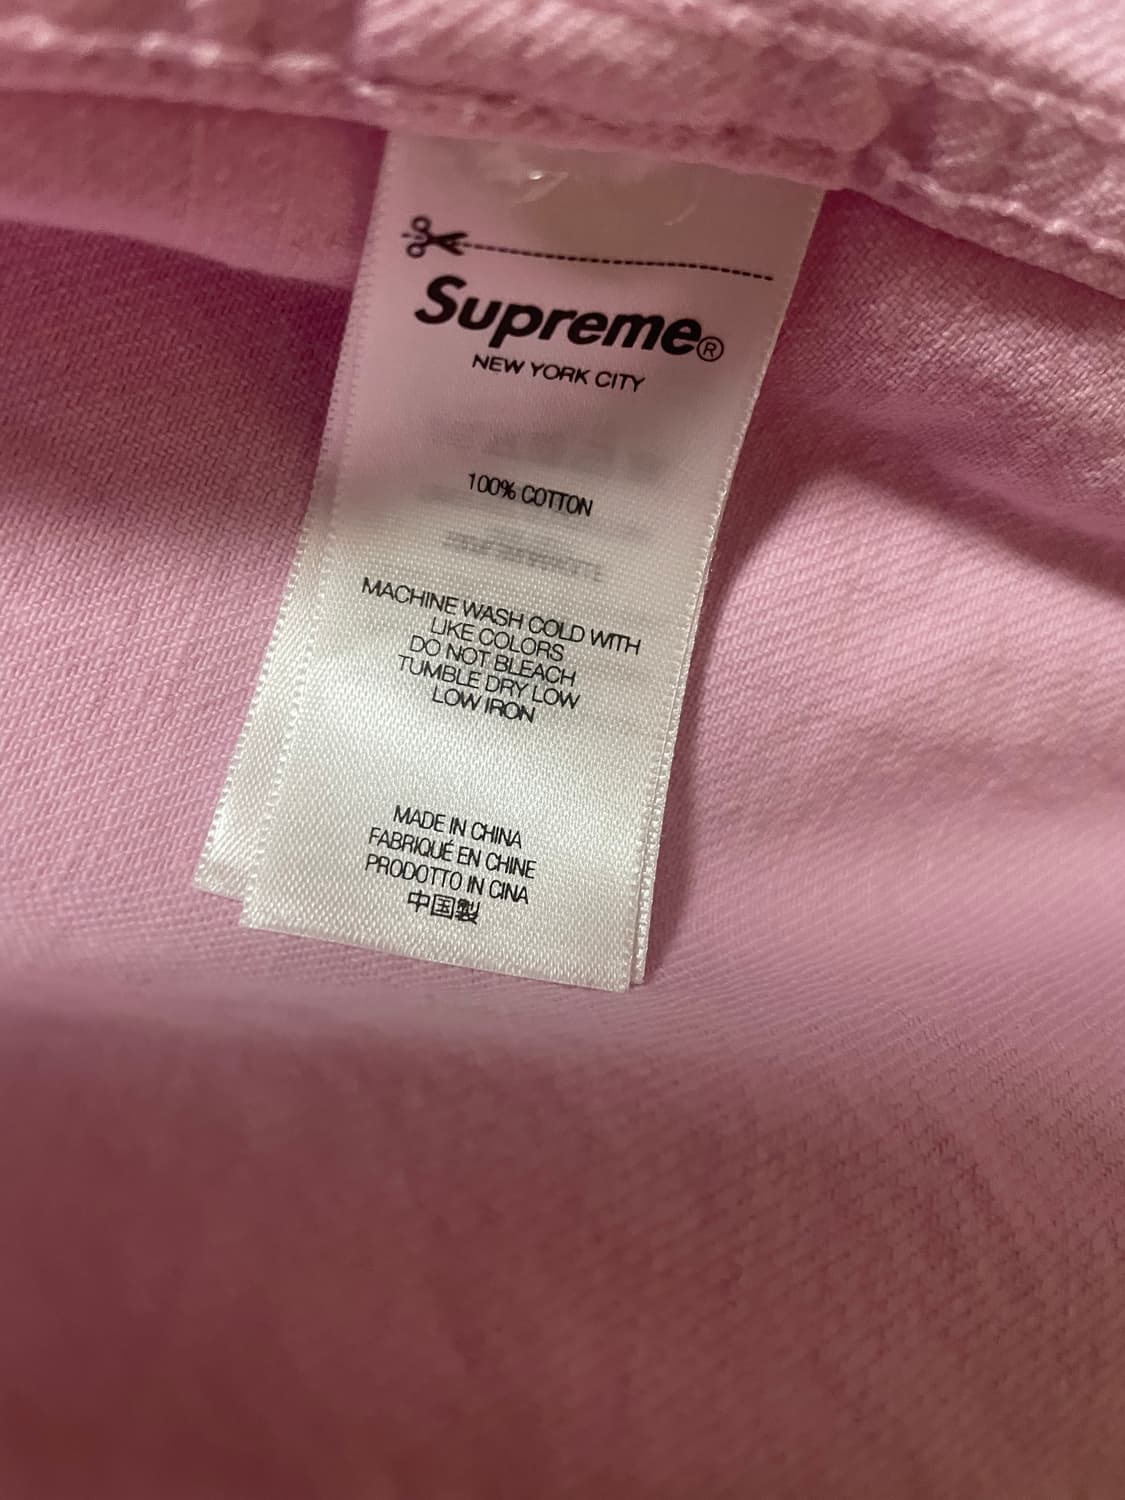 Supreme®
NEW YORK CITY
100% COTTON
MACHINE WASH COLD WITH
LIKE COLORS
DO NOT BLEACH
TUMBLE DRY LOW
LOW IRON
MADE IN CHINA
FABRIQUÉ EN CHINE
PRODOTTO IN CINA
中国製